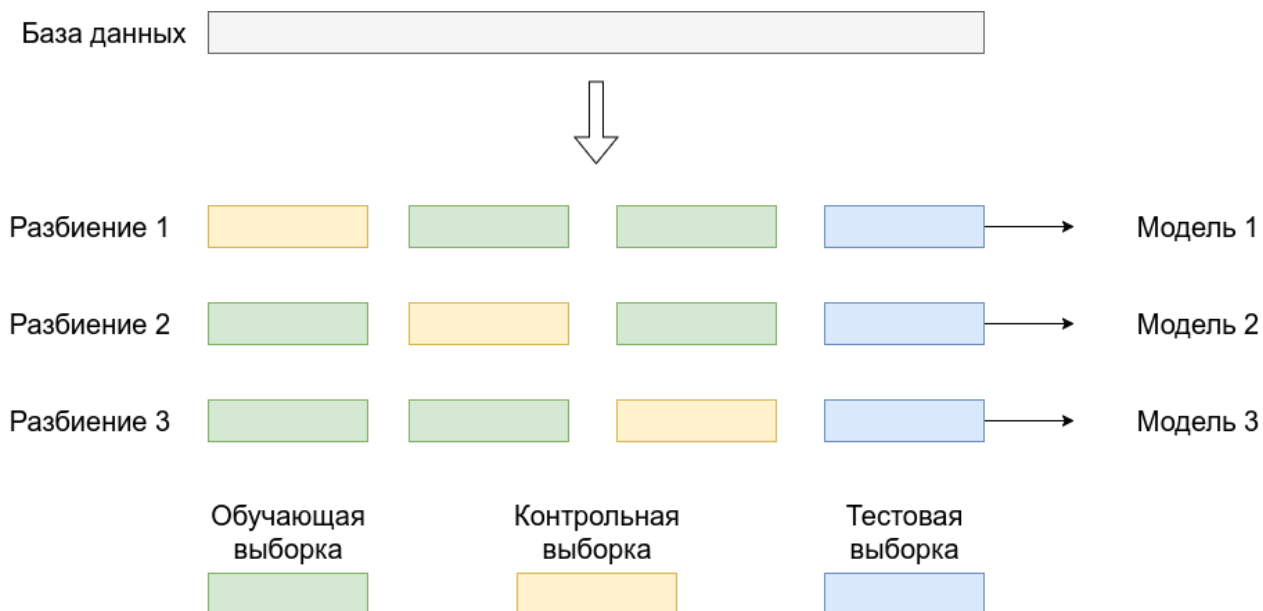 База данных
Разбиение 1
Модель 1
Разбиение 2
Модель 2
Разбиение 3
Модель 3
Обучающая
выборка
Контрольная
выборка
Тестовая
выборка